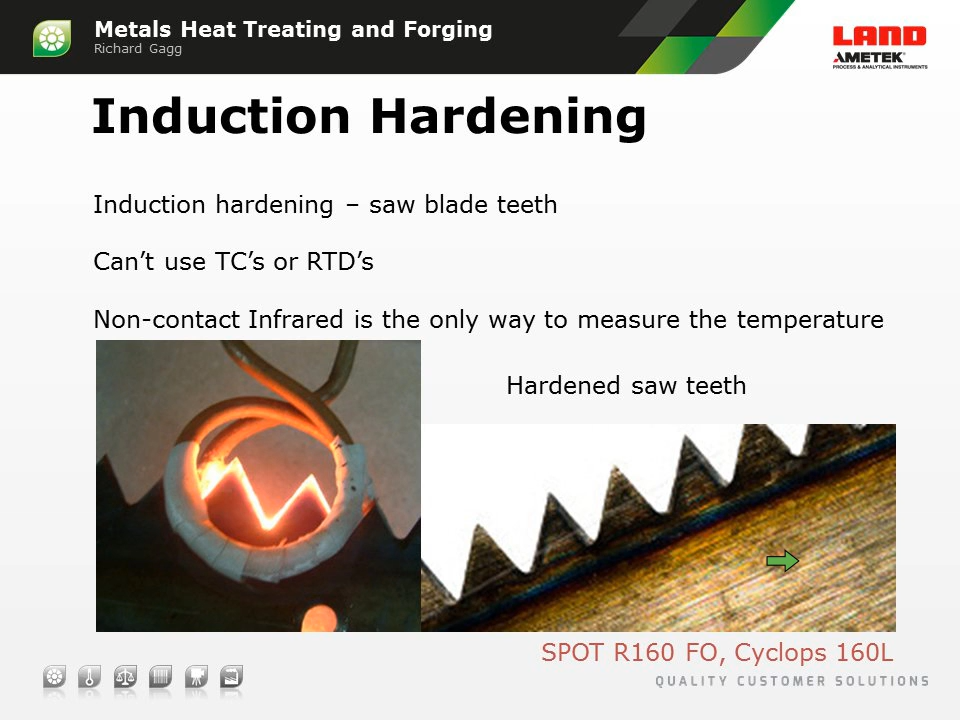 Metals Heat Treating and Forging
Richard Gagg
LAND
AMETEK®
PROCESS & ANALYTICAL INSTRUMENTS
Induction Hardening
Induction hardening – saw blade teeth
Can’t use TC’s or RTD’s
Non-contact Infrared is the only way to measure the temperature
Hardened saw teeth
SPOT R160 FO, Cyclops 160L
QUALITY CUSTOMER SOLUTIONS